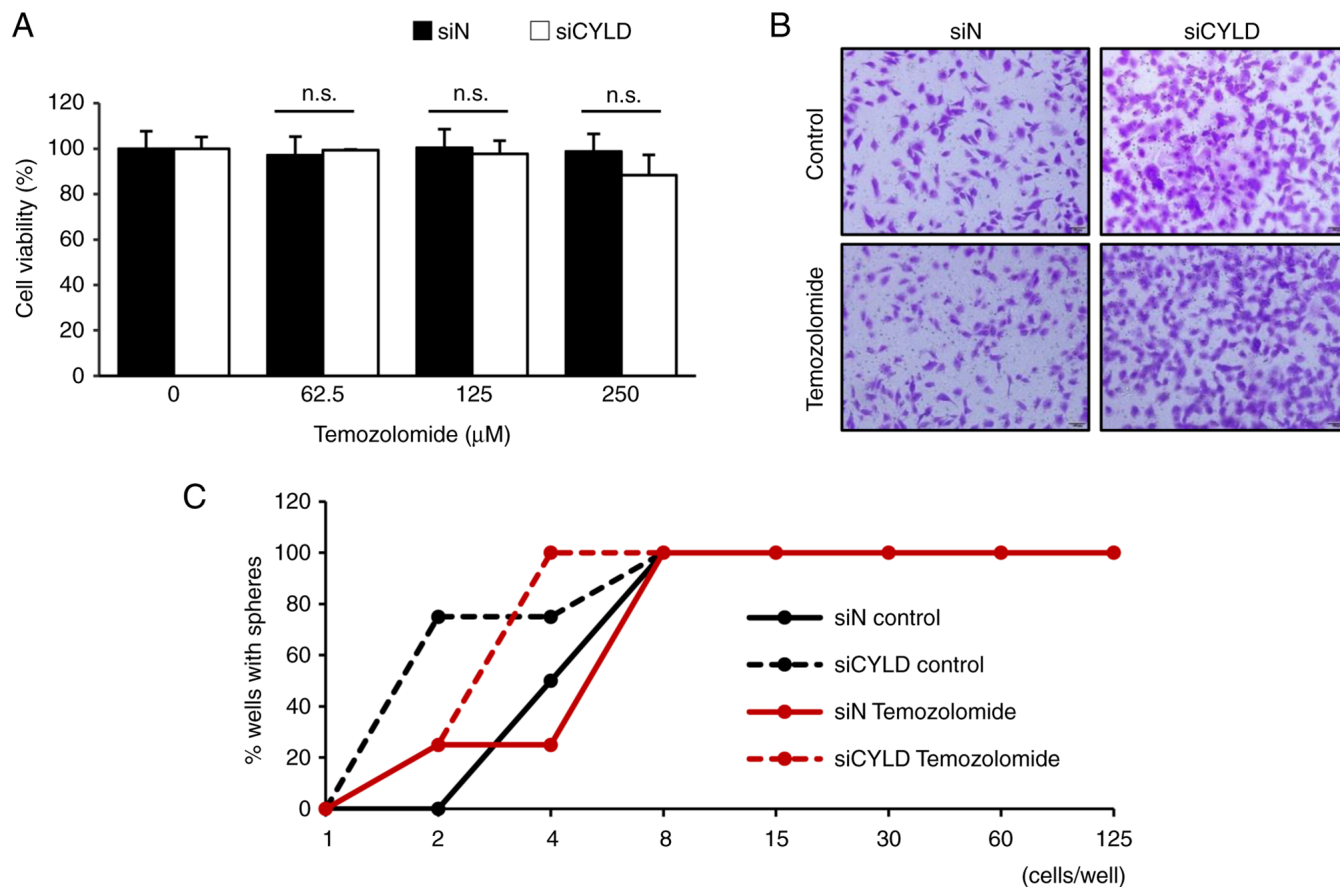 A
siN
siCYLD
n.s.
n.s.
n.s.
Cell viability (%)
120
100
80
60
40
20
0
0
62.5
125
250
Temozolomide (μM)
B
siN
siCYLD
Control
Temozolomide
C
% wells with spheres
120
100
80
60
40
20
0
1
2
4
8
15
30
60
125
(cells/well)
siN control
siCYLD control
siN Temozolomide
siCYLD Temozolomide